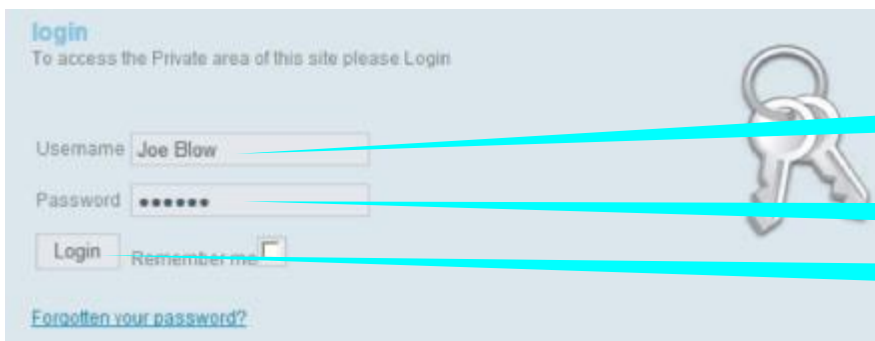 login
To access the Private area of this site please Login
Username Joe Blow
Password ••••••
Login Remember me
Forgotten your password?